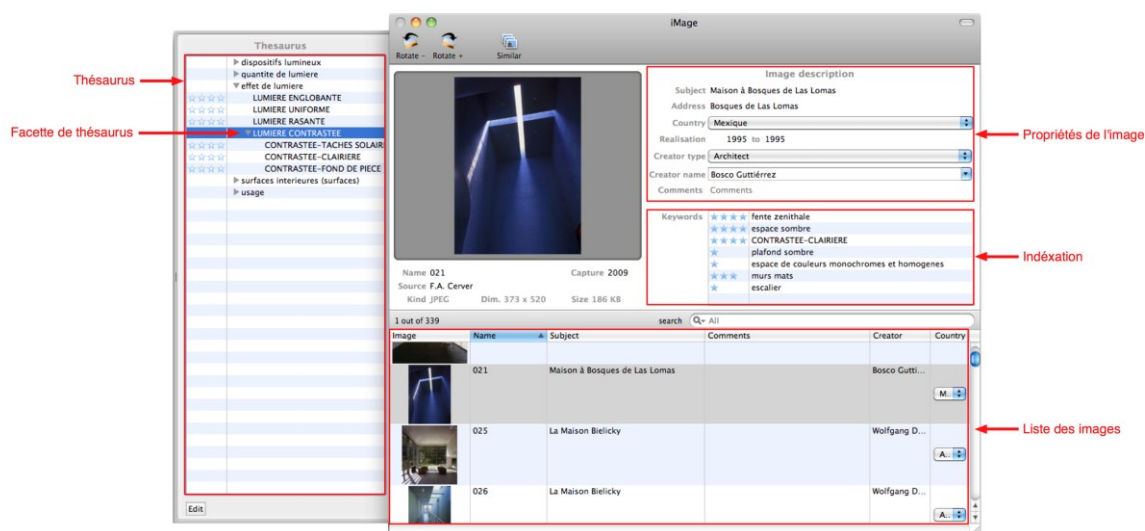 iMage
Rotate - Rotate + Similar
Thesaurus
dispositifs lumineux
quantite de lumiere
effet de lumiere
LUMIERE ENGLOBANTE
LUMIERE UNIFORME
LUMIERE RASANTE
LUMIERE CONTRASTEE
CONTRASTEE-TACHES SOLAIR
CONTRASTEE-CLAIRIERE
CONTRASTEE-FOND DE PIECE
surfaces interieures (surfaces)
usage
Edit
Thésaurus
Facette de thésaurus
Image description
Subject Maison à Bosques de Las Lomas
Address Bosques de Las Lomas
Country Mexique
Realisation 1995 to 1995
Creator type Architect
Creator name Bosco Guttiérrez
Comments Comments
Propriétés de l'image
Keywords fente zenithale
espace sombre
CONTRASTEE-CLAIRIERE
plafond sombre
espace de couleurs monochromes et homogenes
murs mats
escalier
Indéxation
Name 021 Capture 2009
Source F.A. Cerver
Kind JPEG Dim. 373 x 520 Size 186 KB
1 out of 339 search All
Image Name Subject Comments Creator Country
021 Maison à Bosques de Las Lomas Bosco Gutti...
M..
025 La Maison Bielicky Wolfgang D...
A..
026 La Maison Bielicky Wolfgang D...
A..
Liste des images